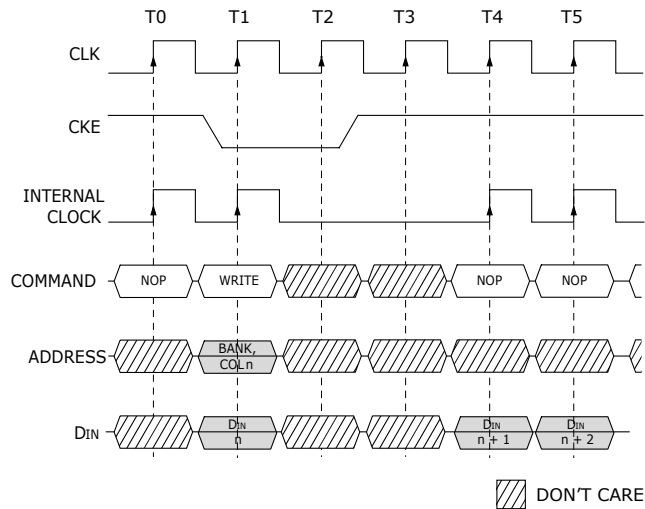 T0 T1 T2 T3 T4 T5
CLK
CKE
INTERNAL
CLOCK
COMMAND NOP WRITE NOP NOP
ADDRESS BANK,
COL n
DIN DIN DIN DIN
n n + 1 n + 2
DON'T CARE